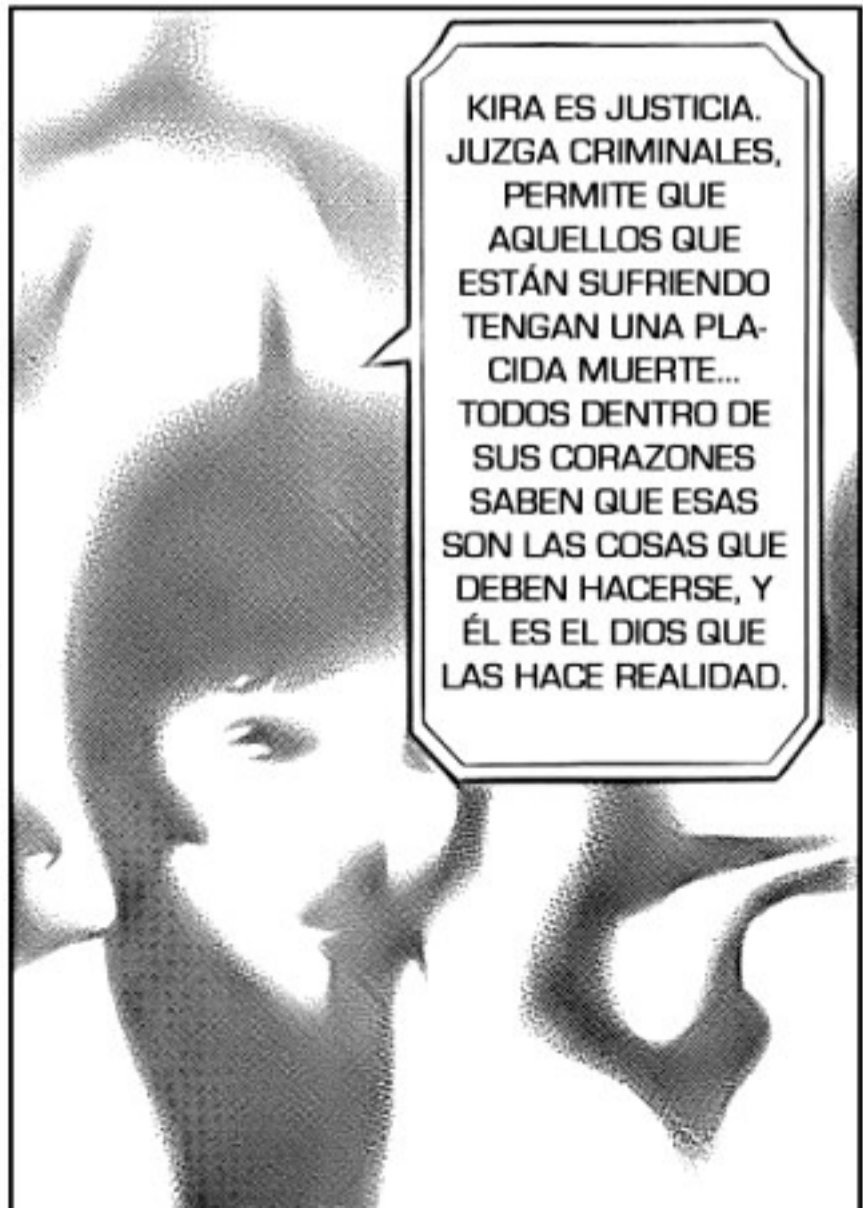 KIRA ES JUSTICIA.
JUZGA CRIMINALES,
PERMITE QUE
AQUELLOS QUE
ESTÁN SUFRIENDO
TENGAN UNA PLA-
CIDA MUERTE...
TODOS DENTRO DE
SUS CORAZONES
SABEN QUE ESAS
SON LAS COSAS QUE
DEBEN HACERSE, Y
ÉL ES EL DIOS QUE
LAS HACE REALIDAD.